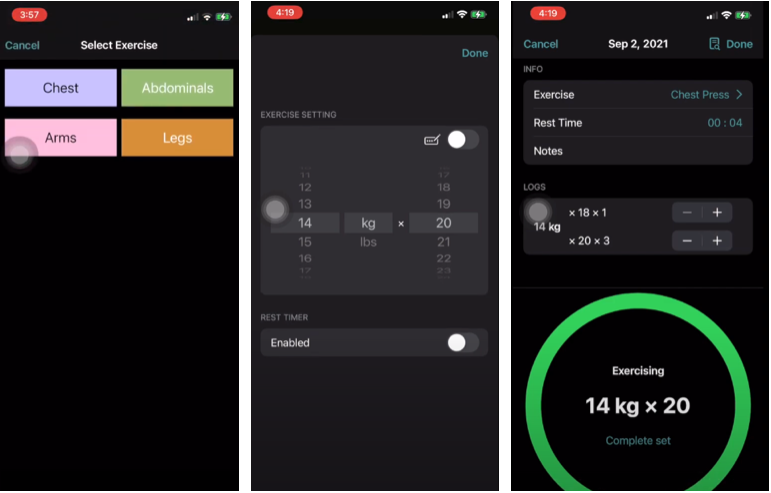 3:57
Cancel Select Exercise
Chest Abdominals
Arms Legs
4:19
Done
EXERCISE SETTING
11 17
12 18
13 19
14 kg × 20
15 lbs 21
16 22
17 23
REST TIMER
Enabled
4:19
Cancel Sep 2, 2021 Done
INFO
Exercise Chest Press >
Rest Time 00 : 04
Notes
LOGS
× 18 × 1 − +
14 kg
× 20 × 3 − +
Exercising
14 kg × 20
Complete set